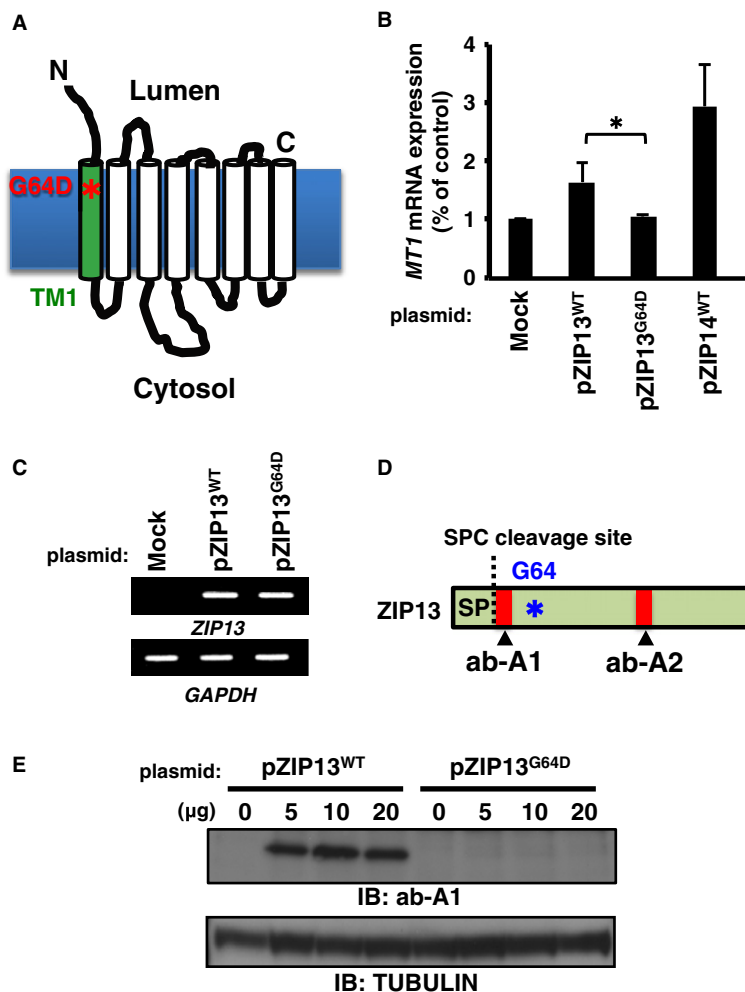 A
N
Lumen
C
G64D
*
TM1
Cytosol
B
MT1 mRNA expression
(% of control)
4
3
2
1
0
*
plasmid:
Mock
pZIP13WT
pZIP13G64D
pZIP14WT
C
plasmid:
Mock
pZIP13WT
pZIP13G64D
ZIP13
GAPDH
D
SPC cleavage site
G64
ZIP13
SP
*
ab-A1
ab-A2
E
plasmid:
pZIP13WT
pZIP13G64D
(µg)
0 5 10 20 0 5 10 20
IB: ab-A1
IB: TUBULIN